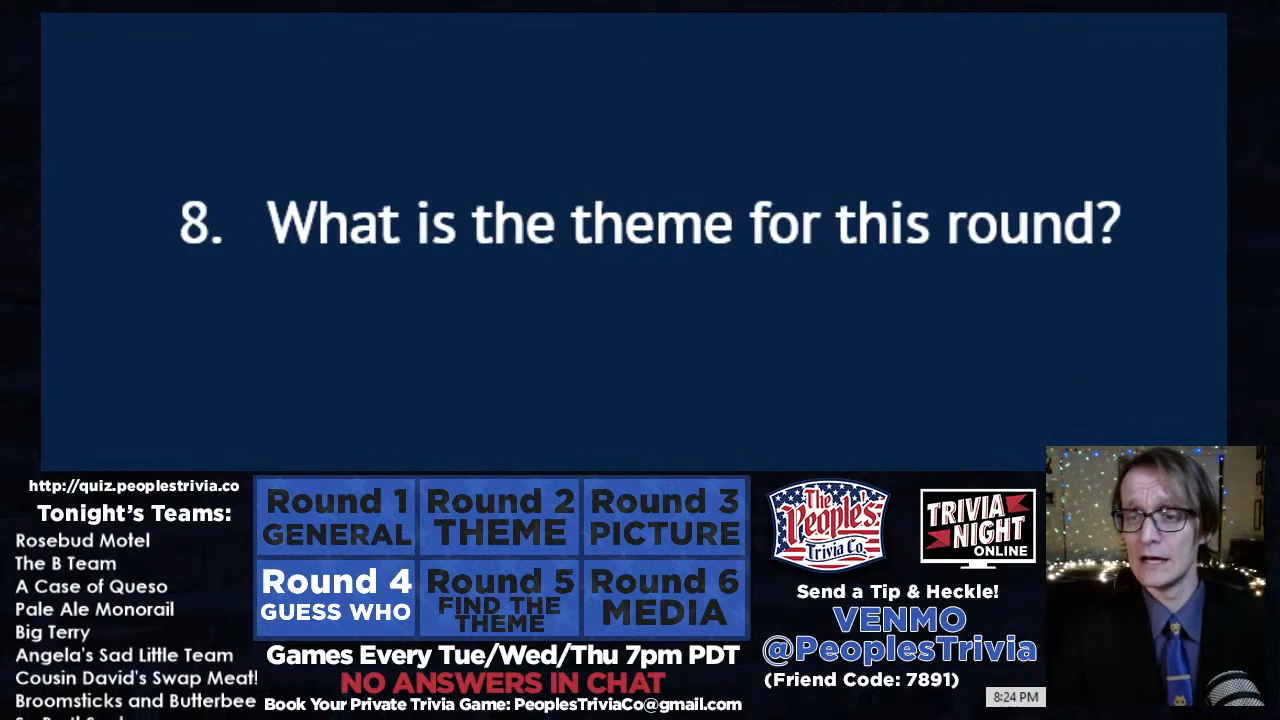 8. What is the theme for this round?
http://quiz.peoplestrivia.co
Tonight's Teams:
Rosebud Motel
The B Team
A Case of Queso
Pale Ale Monorail
Big Terry
Angela's Sad Little Team
Cousin David's Swap Meat!
Broomsticks and Butterbee
Round 1
GENERAL
Round 2
THEME
Round 3
PICTURE
Round 4
GUESS WHO
Round 5
FIND THE
THEME
Round 6
MEDIA
Games Every Tue/Wed/Thu 7pm PDT
NO ANSWERS IN CHAT
Book Your Private Trivia Game: PeoplesTriviaCo@gmail.com
The
People's
Trivia Co.
TRIVIA
NIGHT
ONLINE
Send a Tip & Heckle!
VENMO
@PeoplesTrivia
(Friend Code: 7891)
8:24 PM